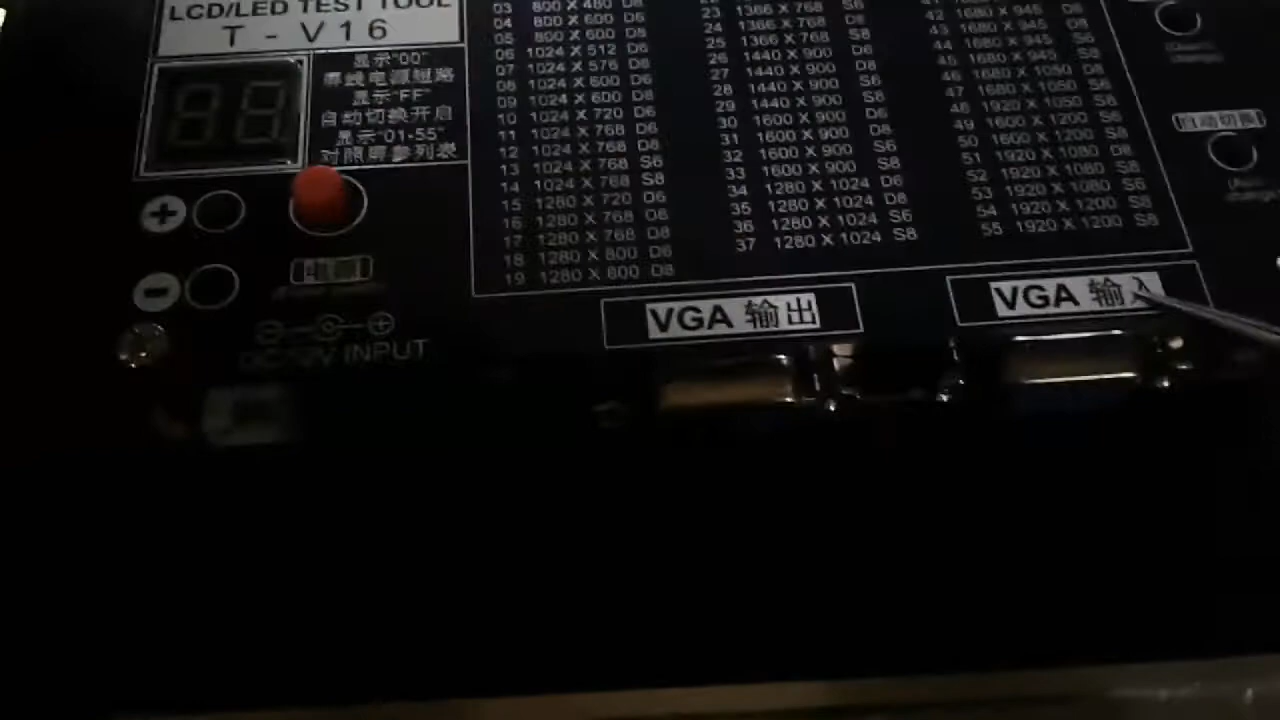 LCD/LED TEST TOOL
T - V16
显示"00"
屏线电源短路
显示"FF"
自动切换开启
显示"01-55"
对照屏参列表
DC12V INPUT
03 800 X 480 D6
04 800 X 600 D6
05 800 X 600 D8
06 1024 X 512 D6
07 1024 X 576 D6
08 1024 X 600 D6
09 1024 X 600 D8
10 1024 X 720 D6
11 1024 X 768 D6
12 1024 X 768 D8
13 1024 X 768 S6
14 1024 X 768 S8
15 1280 X 720 D6
16 1280 X 768 D6
17 1280 X 768 D8
18 1280 X 800 D6
19 1280 X 800 D8
23 1366 X 768 S6
24 1366 X 768 D8
25 1366 X 768 S8
26 1440 X 900 D6
27 1440 X 900 D8
28 1440 X 900 S6
29 1440 X 900 S8
30 1600 X 900 D6
31 1600 X 900 D8
32 1600 X 900 S6
33 1600 X 900 S8
34 1280 X 1024 D6
35 1280 X 1024 D8
36 1280 X 1024 S6
37 1280 X 1024 S8
42 1680 X 945 D6
43 1680 X 945 D8
44 1680 X 945 S6
45 1680 X 945 S8
46 1680 X 1050 D8
47 1680 X 1050 S8
48 1920 X 1050 S8
49 1600 X 1200 S8
50 1600 X 1200 S8
51 1920 X 1080 D8
52 1920 X 1080 S8
53 1920 X 1080 S6
54 1920 X 1200 S8
55 1920 X 1200 S8
VGA 输出
VGA 输入
自动切换